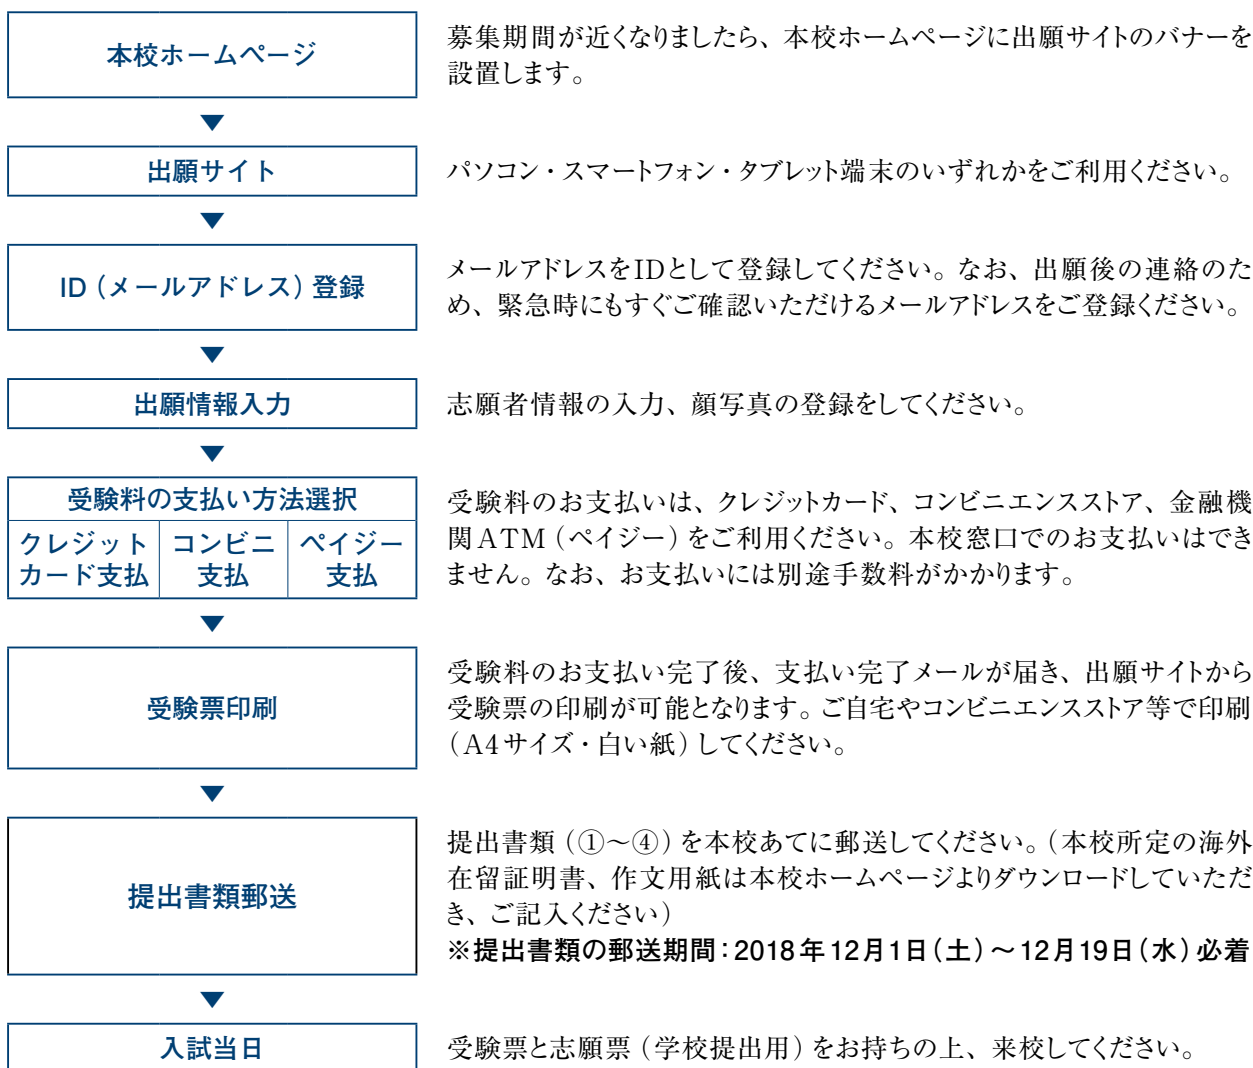 本校ホームページ
募集期間が近くなりましたら、本校ホームページに出願サイトのバナーを
設置します。
▼
出願サイト
パソコン・スマートフォン・タブレット端末のいずれかをご利用ください。
▼
ID（メールアドレス）登録
メールアドレスをIDとして登録してください。なお、出願後の連絡のた
め、緊急時にもすぐご確認いただけるメールアドレスをご登録ください。
▼
出願情報入力
志願者情報の入力、顔写真の登録をしてください。
▼
受験料の支払い方法選択
クレジット
カード支払
コンビニ
支払
ペイジー
支払
受験料のお支払いは、クレジットカード、コンビニエンスストア、金融機
関ATM（ペイジー）をご利用ください。本校窓口でのお支払いはでき
ません。なお、お支払いには別途手数料がかかります。
▼
受験票印刷
受験料のお支払い完了後、支払い完了メールが届き、出願サイトから
受験票の印刷が可能となります。ご自宅やコンビニエンスストア等で印刷
（A4サイズ・白い紙）してください。
▼
提出書類郵送
提出書類（①～④）を本校あてに郵送してください。（本校所定の海外
在留証明書、作文用紙は本校ホームページよりダウンロードしていただ
き、ご記入ください）
※提出書類の郵送期間：2018年12月1日（土）～12月19日（水）必着
▼
入試当日
受験票と志願票（学校提出用）をお持ちの上、来校してください。